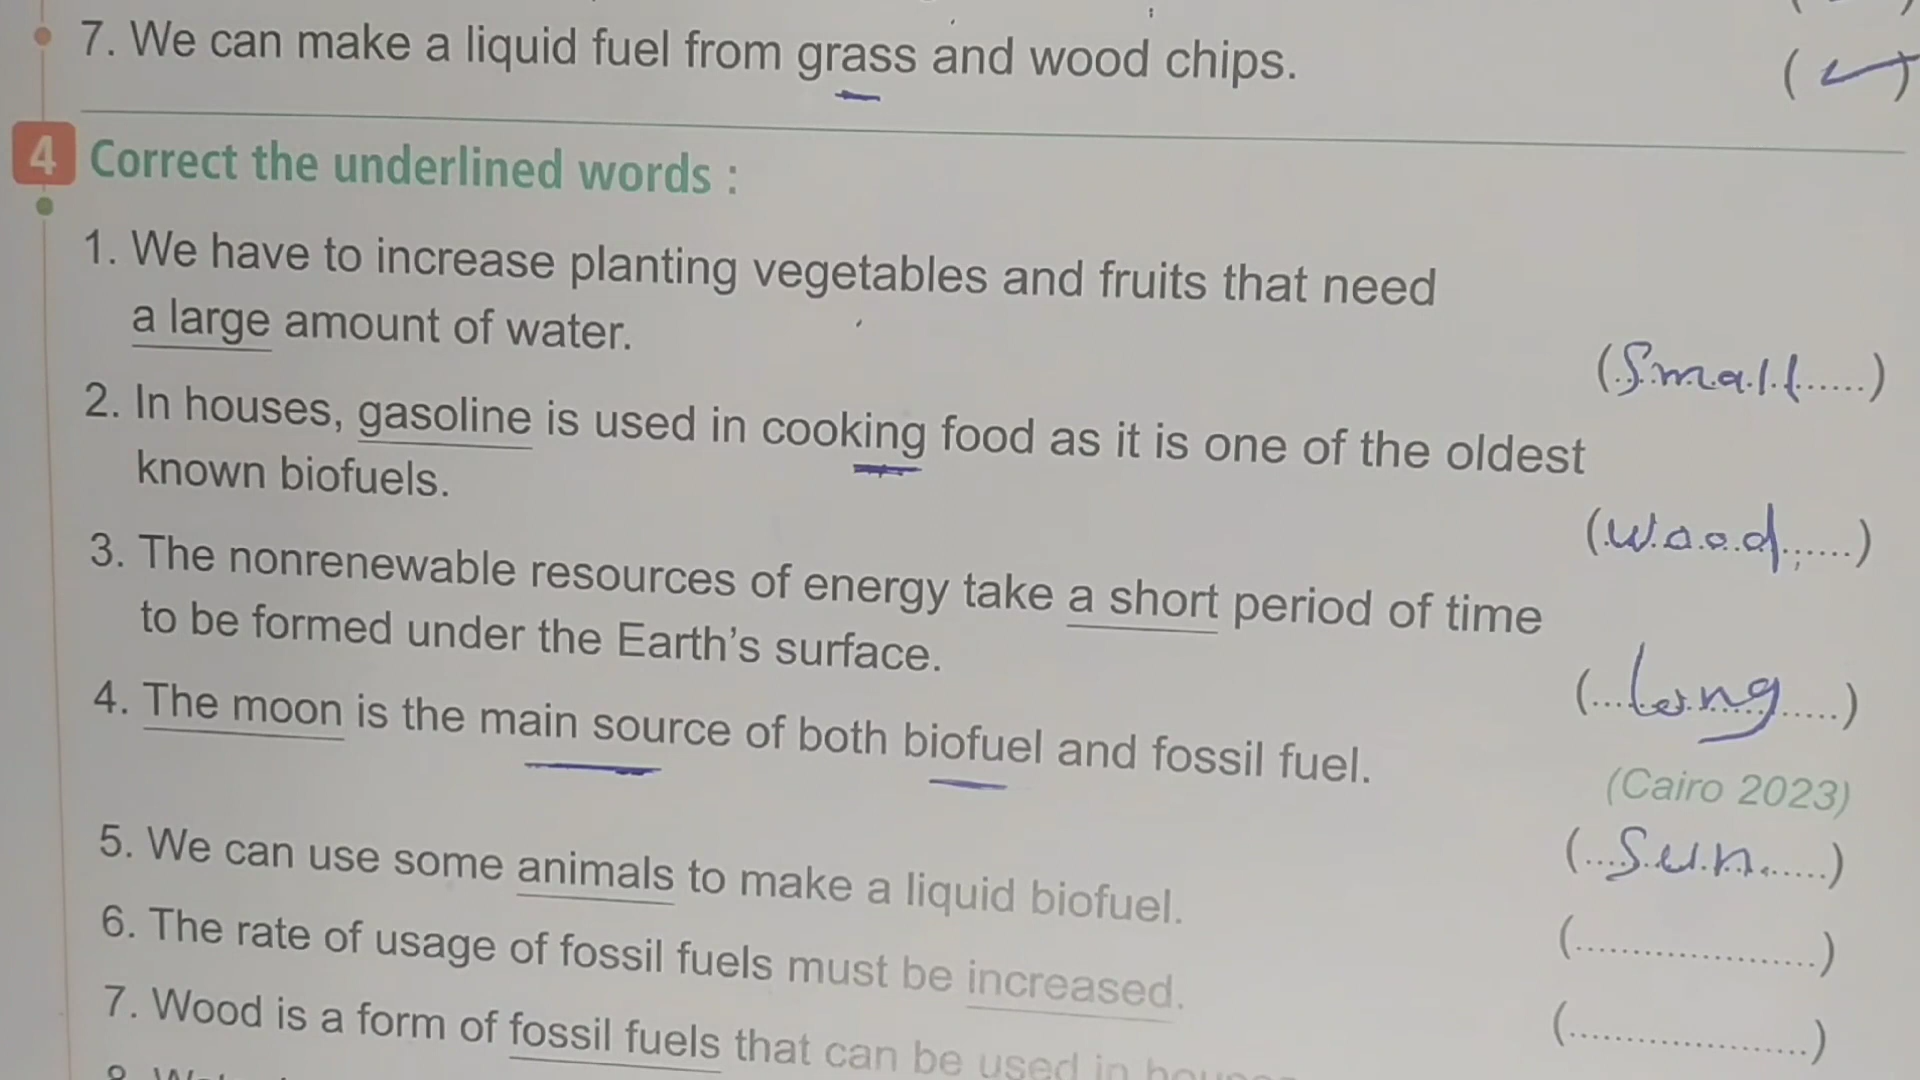 7. We can make a liquid fuel from grass and wood chips.
4 Correct the underlined words :
1. We have to increase planting vegetables and fruits that need
a large amount of water.
(Small......)
2. In houses, gasoline is used in cooking food as it is one of the oldest
known biofuels.
(Wood......)
3. The nonrenewable resources of energy take a short period of time
to be formed under the Earth's surface.
(...long.....)
4. The moon is the main source of both biofuel and fossil fuel.
(Cairo 2023)
(....Sun......)
5. We can use some animals to make a liquid biofuel.
(....................)
6. The rate of usage of fossil fuels must be increased.
(....................)
7. Wood is a form of fossil fuels that can be used in